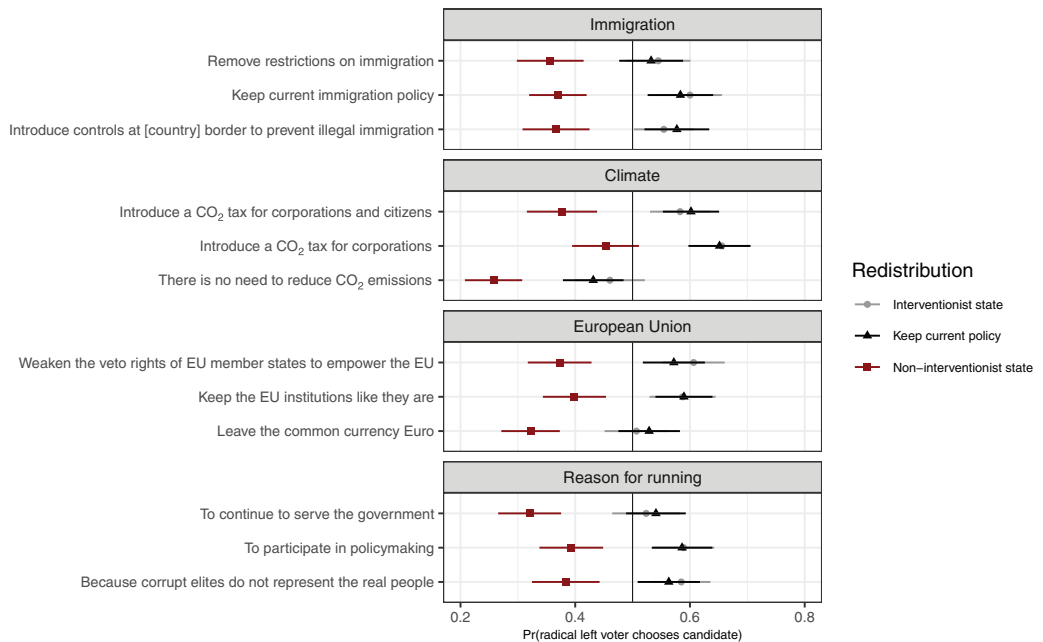 Immigration
Remove restrictions on immigration
Keep current immigration policy
Introduce controls at [country] border to prevent illegal immigration
Climate
Introduce a CO₂ tax for corporations and citizens
Introduce a CO₂ tax for corporations
There is no need to reduce CO₂ emissions
European Union
Weaken the veto rights of EU member states to empower the EU
Keep the EU institutions like they are
Leave the common currency Euro
Reason for running
To continue to serve the government
To participate in policymaking
Because corrupt elites do not represent the real people
0.2 0.4 0.6 0.8
Pr(radical left voter chooses candidate)
Redistribution
Interventionist state
Keep current policy
Non−interventionist state